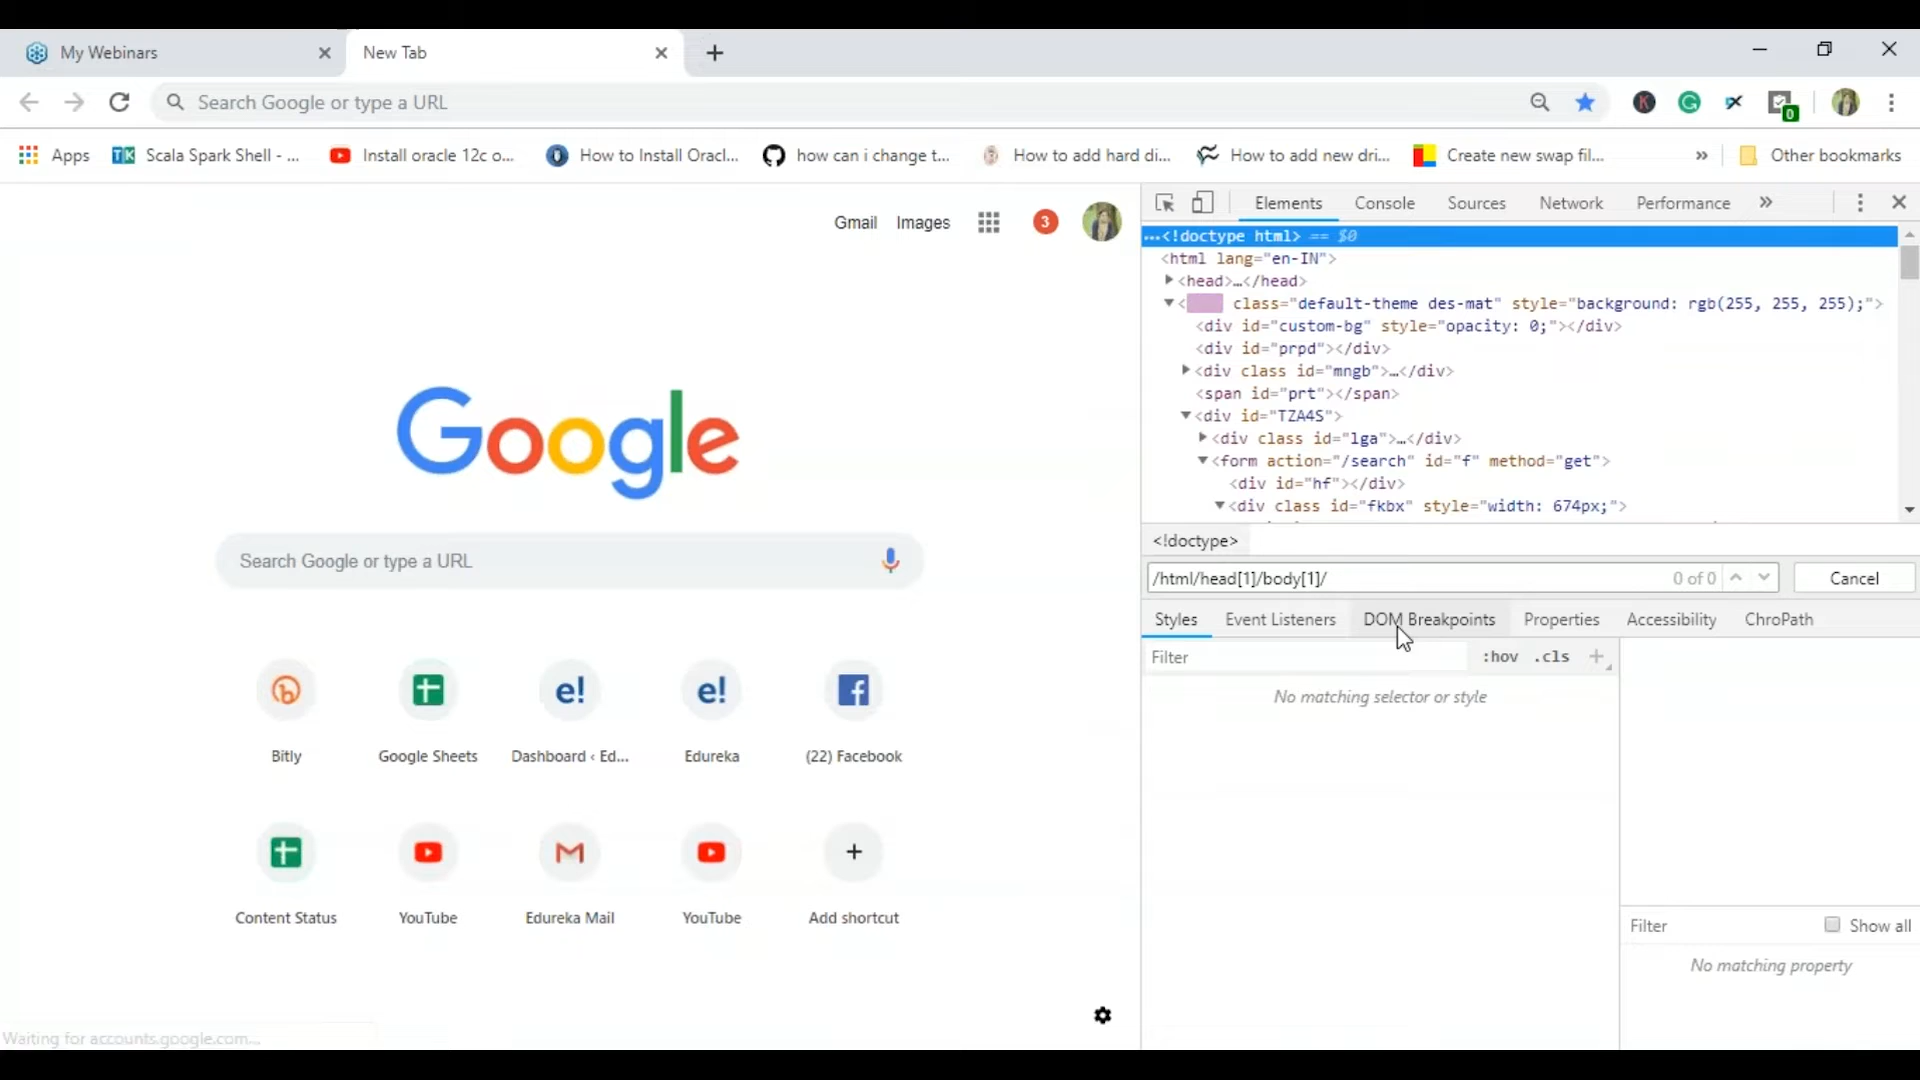 My Webinars
New Tab
Search Google or type a URL
K
G
0
Apps
TK Scala Spark Shell - ...
Install oracle 12c o...
How to Install Oracl...
how can i change t...
How to add hard di...
How to add new dri...
Create new swap fil...
»
Other bookmarks
Gmail Images 3
Elements Console Sources Network Performance »
...<!doctype html> == $0
<html lang="en-IN">
▶<head>…</head>
▼< class="default-theme des-mat" style="background: rgb(255, 255, 255);">
<div id="custom-bg" style="opacity: 0;"></div>
<div id="prpd"></div>
▶<div class id="mngb">…</div>
<span id="prt"></span>
▼<div id="TZA4S">
▶<div class id="lga">…</div>
▼<form action="/search" id="f" method="get">
<div id="hf"></div>
▼<div class id="fkbx" style="width: 674px;">
<!doctype>
/html/head[1]/body[1]/ 0 of 0 Cancel
Styles Event Listeners DOM Breakpoints Properties Accessibility ChroPath
Filter :hov .cls +
No matching selector or style
Filter Show all
No matching property
Google
Search Google or type a URL
Bitly
Google Sheets
e!
Dashboard ‹ Ed...
e!
Edureka
f
(22) Facebook
Content Status
YouTube
Edureka Mail
YouTube
+
Add shortcut
Waiting for accounts.google.com...